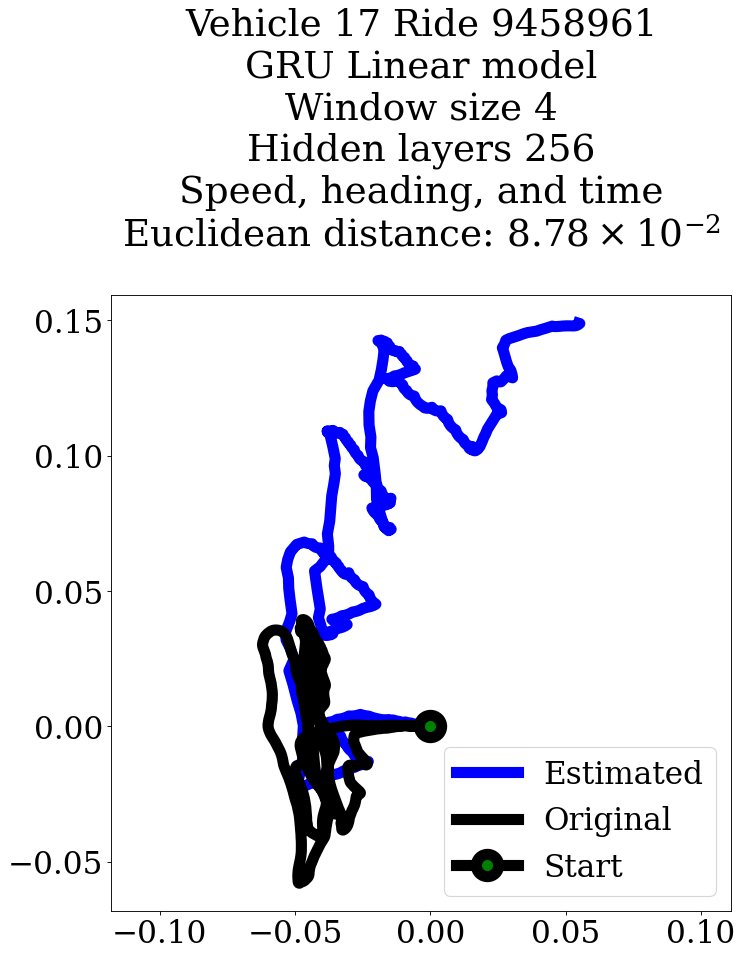 Vehicle 17 Ride 9458961
GRU Linear model
Window size 4
Hidden layers 256
Speed, heading, and time
Euclidean distance: 8.78 × 10⁻²
0.15
0.10
0.05
0.00
−0.05
Estimated
Original
Start
−0.10 −0.05 0.00 0.05 0.10